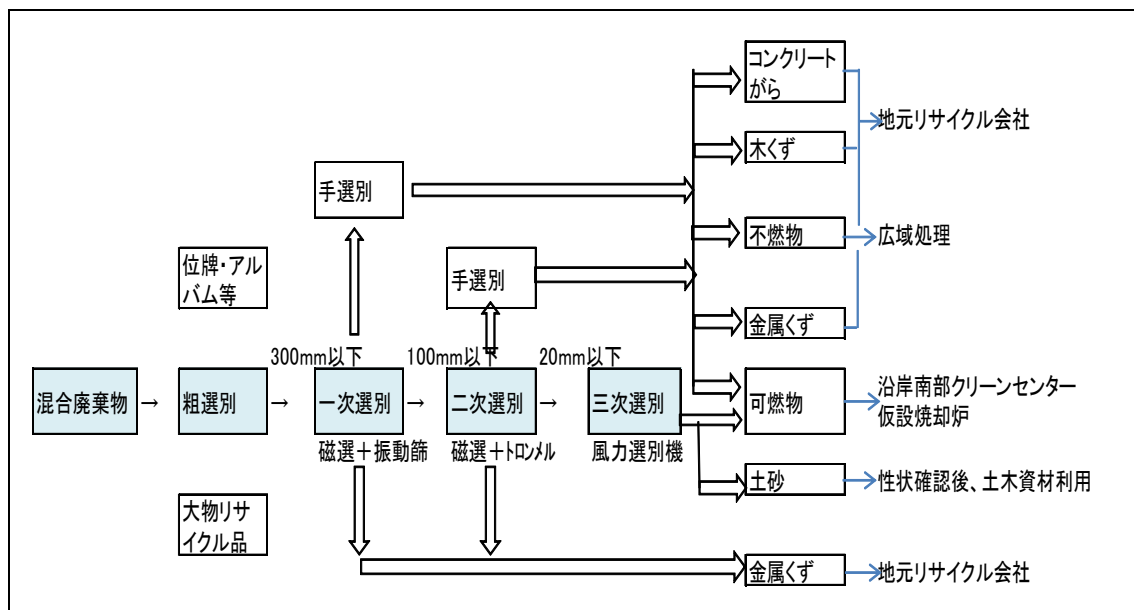 コンクリート
がら
地元リサイクル会社
木くず
手選別
不燃物
広域処理
位牌・アル
バム等
手選別
金属くず
300mm以下
100mm以下
20mm以下
混合廃棄物
→
粗選別
→
一次選別
→
二次選別
→
三次選別
可燃物
沿岸南部クリーンセンター
仮設焼却炉
磁選＋振動篩
磁選＋トロンメル
風力選別機
土砂
性状確認後、土木資材利用
大物リサ
イクル品
金属くず
地元リサイクル会社